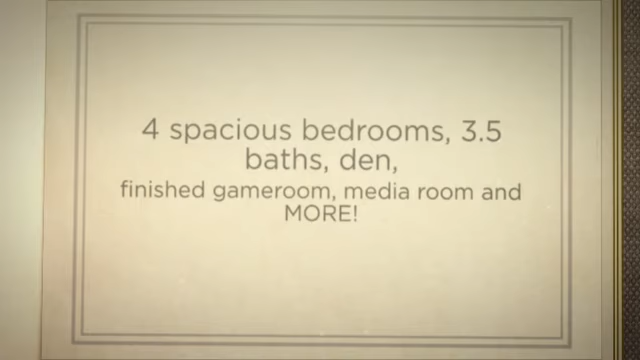 4 spacious bedrooms, 3.5
baths, den,
finished gameroom, media room and
MORE!